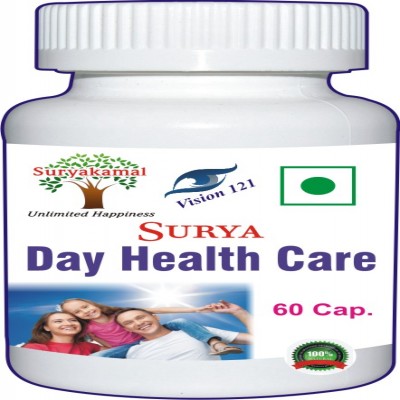 Suryakamal
Unlimited Happiness
Vision 121
SURYA
Day Health Care
60 Cap.
100%